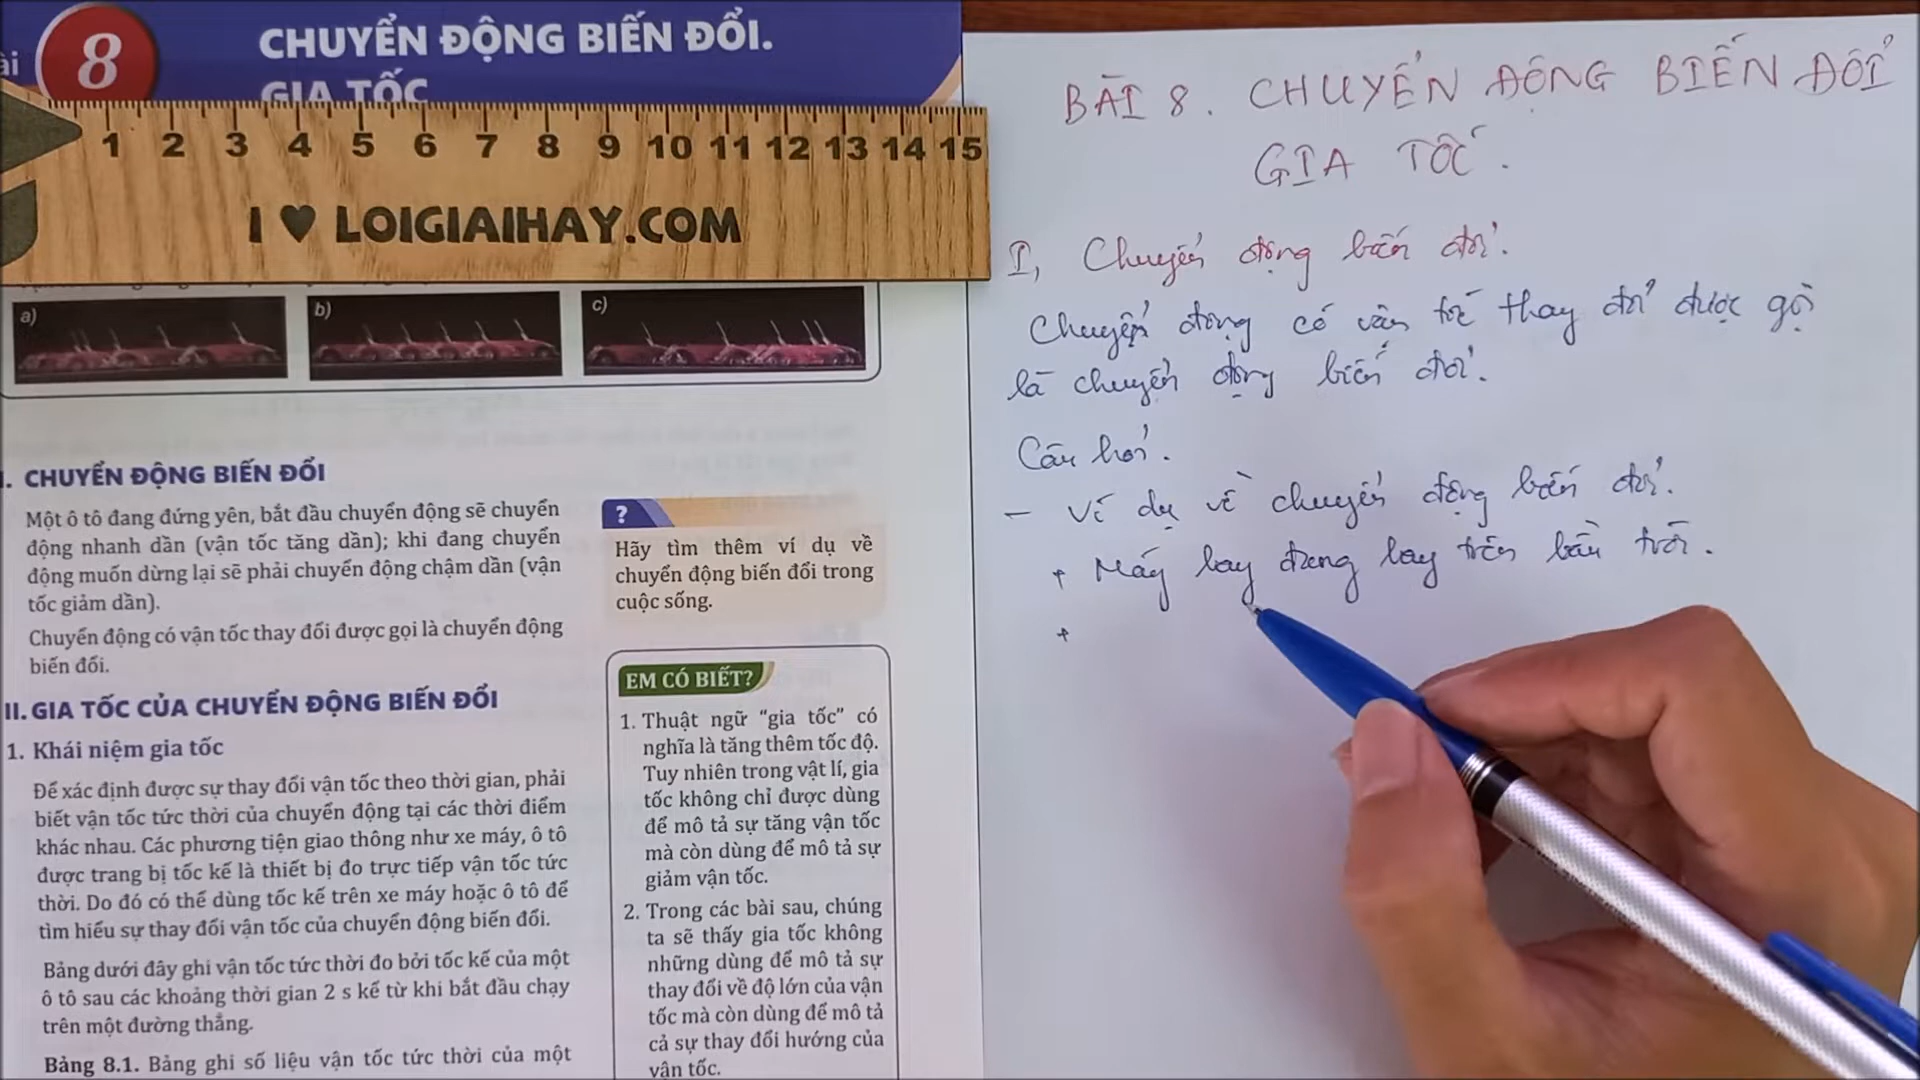 ài 8 CHUYỂN ĐỘNG BIẾN ĐỔI.
GIA TỐC
1 2 3 4 5 6 7 8 9 10 11 12 13 14 15
I ♥ LOIGIAIHAY.COM
a) b) c)
I. CHUYỂN ĐỘNG BIẾN ĐỔI
Một ô tô đang đứng yên, bắt đầu chuyển động sẽ chuyển
động nhanh dần (vận tốc tăng dần); khi đang chuyển
động muốn dừng lại sẽ phải chuyển động chậm dần (vận
tốc giảm dần).
Chuyển động có vận tốc thay đổi được gọi là chuyển động
biến đổi.
II. GIA TỐC CỦA CHUYỂN ĐỘNG BIẾN ĐỔI
1. Khái niệm gia tốc
Để xác định được sự thay đổi vận tốc theo thời gian, phải
biết vận tốc tức thời của chuyển động tại các thời điểm
khác nhau. Các phương tiện giao thông như xe máy, ô tô
được trang bị tốc kế là thiết bị đo trực tiếp vận tốc tức
thời. Do đó có thể dùng tốc kế trên xe máy hoặc ô tô để
tìm hiểu sự thay đổi vận tốc của chuyển động biến đổi.
Bảng dưới đây ghi vận tốc tức thời đo bởi tốc kế của một
ô tô sau các khoảng thời gian 2 s kể từ khi bắt đầu chạy
trên một đường thẳng.
Bảng 8.1. Bảng ghi số liệu vận tốc tức thời của một
?
Hãy tìm thêm ví dụ về
chuyển động biến đổi trong
cuộc sống.
EM CÓ BIẾT?
1. Thuật ngữ “gia tốc” có
nghĩa là tăng thêm tốc độ.
Tuy nhiên trong vật lí, gia
tốc không chỉ được dùng
để mô tả sự tăng vận tốc
mà còn dùng để mô tả sự
giảm vận tốc.
2. Trong các bài sau, chúng
ta sẽ thấy gia tốc không
những dùng để mô tả sự
thay đổi về độ lớn của vận
tốc mà còn dùng để mô tả
cả sự thay đổi hướng của
vận tốc.
BÀI 8. CHUYỂN ĐỘNG BIẾN ĐỔI
GIA TỐC.
I, Chuyển động biến đổi.
Chuyển động có vận tốc thay đổi được gọi
là chuyển động biến đổi.
Câu hỏi.
- Ví dụ về chuyển động biến đổi.
+ Máy bay đang bay trên bầu trời.
+